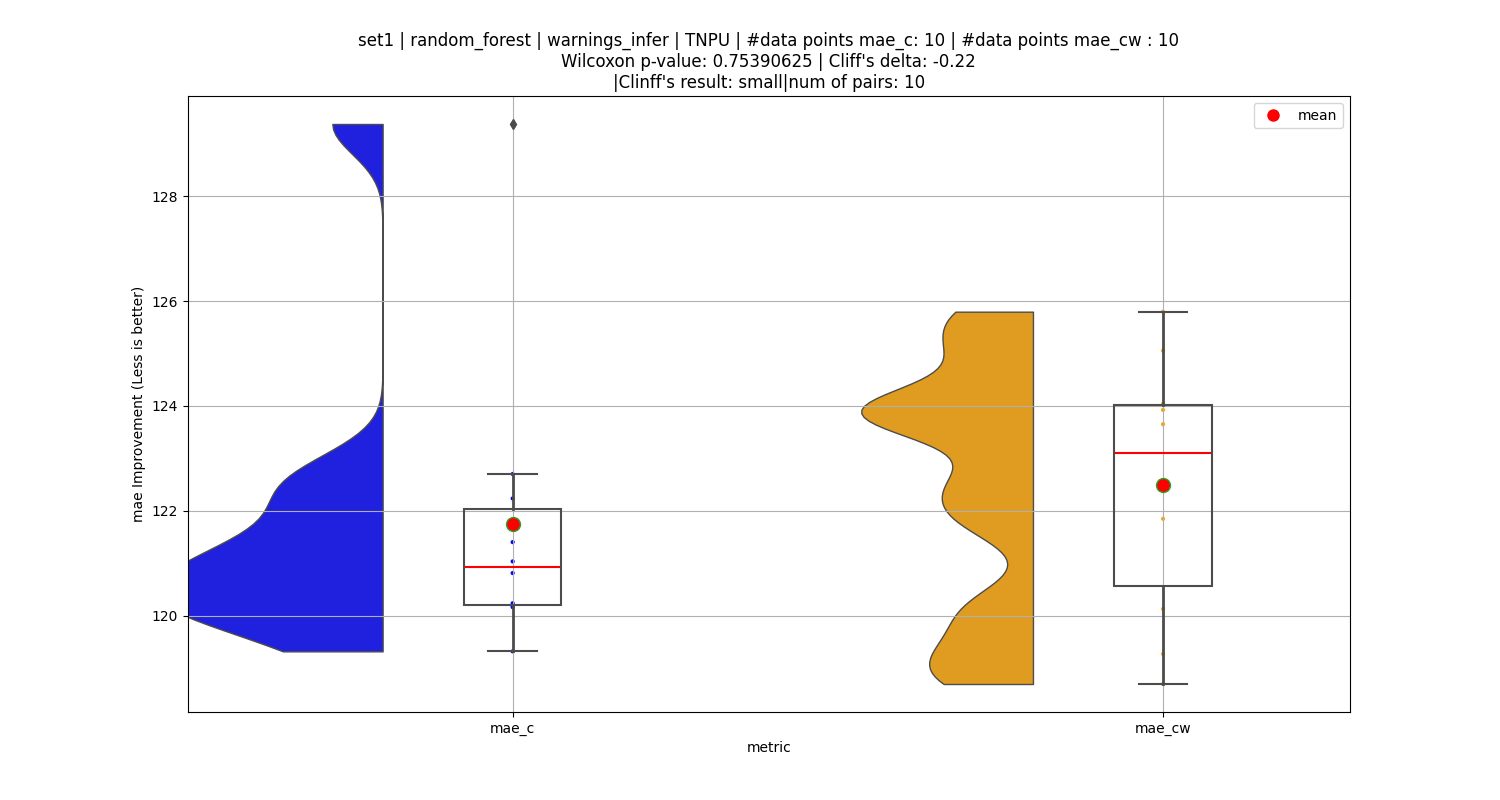 set1 | random_forest | warnings_infer | TNPU | #data points mae_c: 10 | #data points mae_cw : 10
Wilcoxon p-value: 0.75390625 | Cliff's delta: -0.22
|Clinff's result: small|num of pairs: 10
mean
mae Improvement (Less is better)
128
126
124
122
120
mae_c
mae_cw
metric